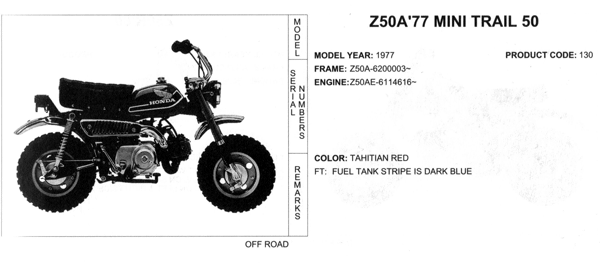 Z50A'77 MINI TRAIL 50
MODEL
MODEL YEAR: 1977 PRODUCT CODE: 130
FRAME: Z50A-6200003~
ENGINE:Z50AE-6114616~
SERIAL NUMBERS
HONDA
COLOR: TAHITIAN RED
FT: FUEL TANK STRIPE IS DARK BLUE
REMARKS
OFF ROAD